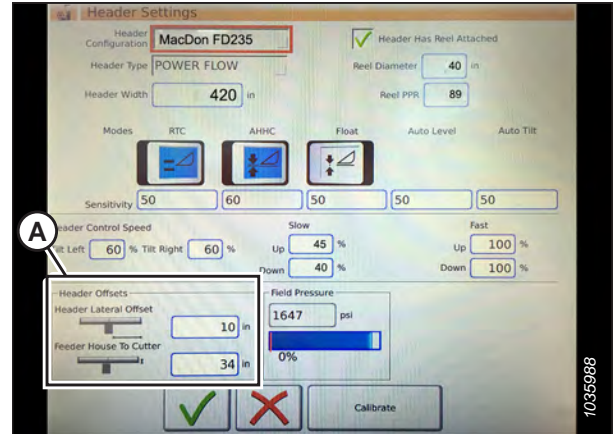 Header Settings
Header Configuration MacDon FD235 Header Has Reel Attached
Header Type POWER FLOW Reel Diameter 40 in
Header Width 420 in Reel PPR 89
Modes RTC AHHC Float Auto Level Auto Tilt
Sensitivity 50 60 50 50 50
Header Control Speed Slow Fast
Tilt Left 60 % Tilt Right 60 % Up 45 % Up 100 %
Down 40 % Down 100 %
A
Header Offsets Field Pressure
Header Lateral Offset
10 in 1647 psi
Feeder House To Cutter
34 in 0%
Calibrate
1035988